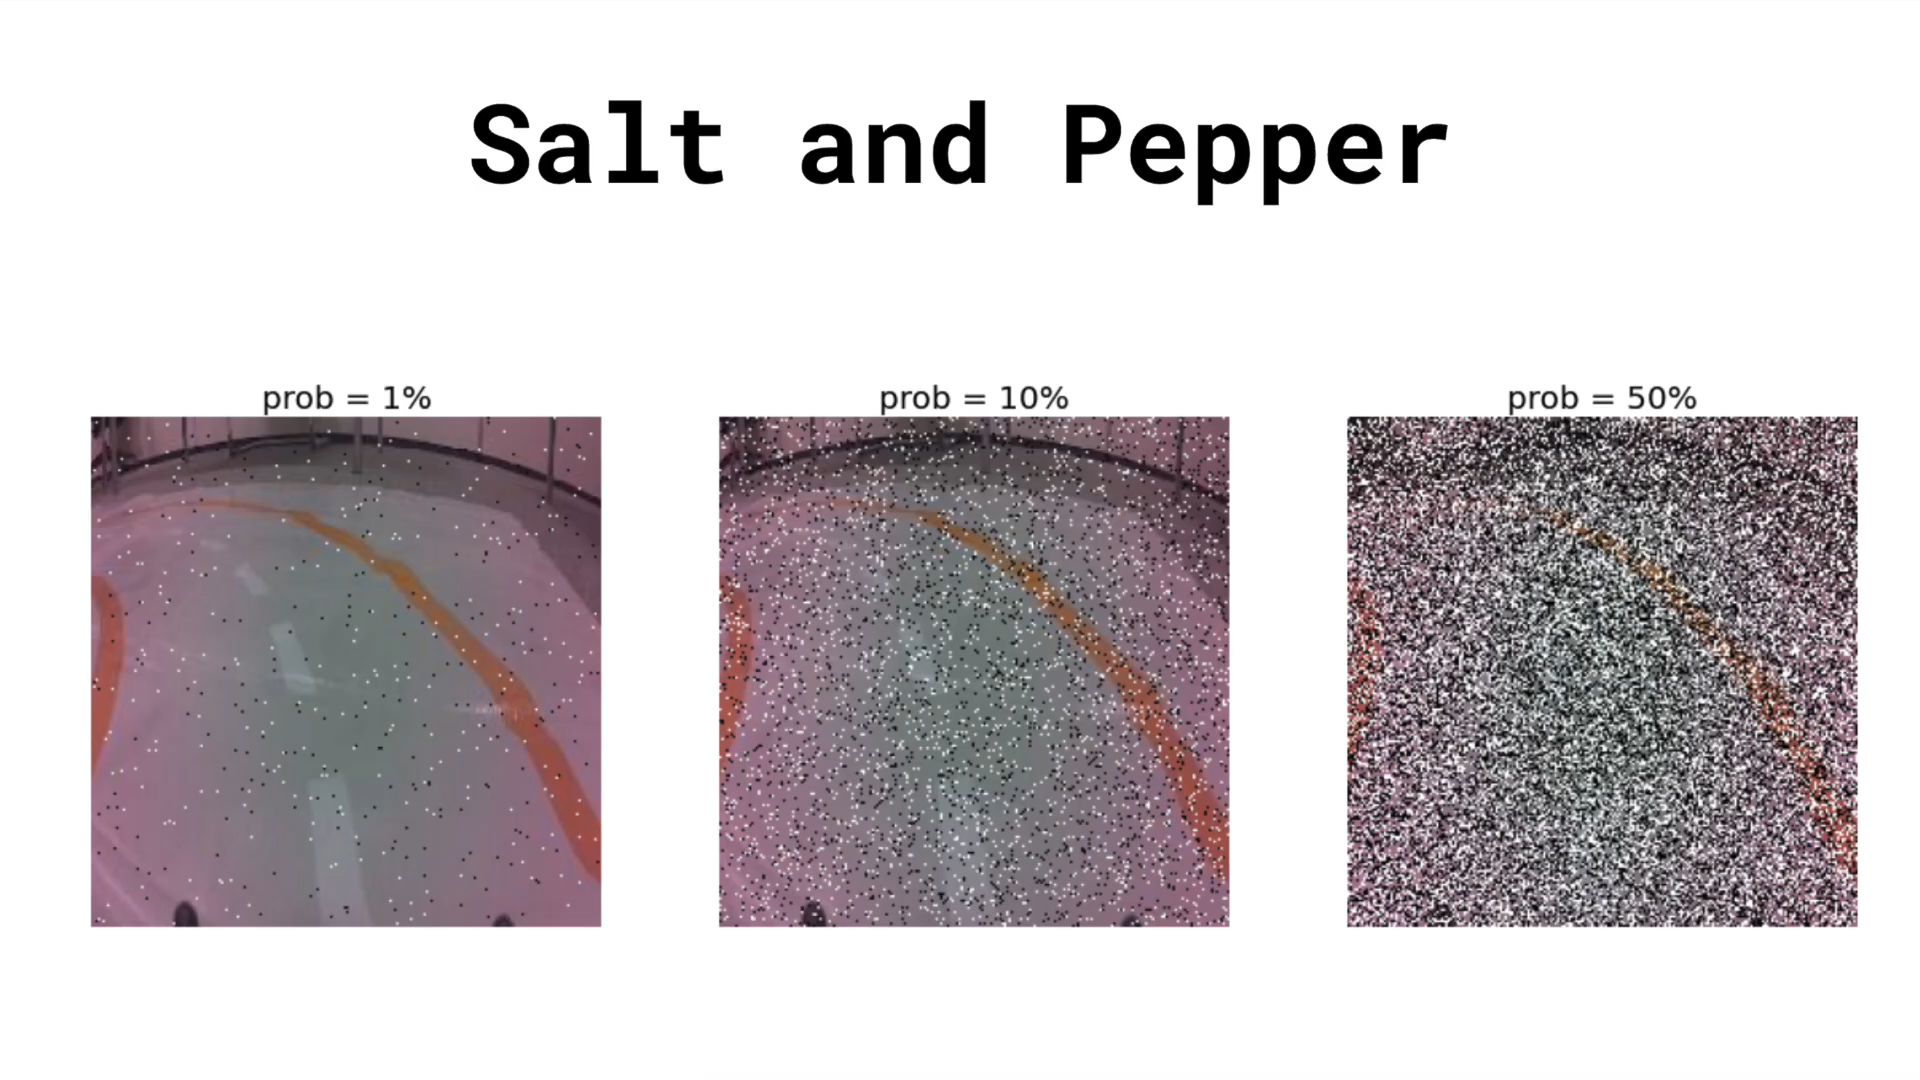 Salt and Pepper
prob = 1%
prob = 10%
prob = 50%